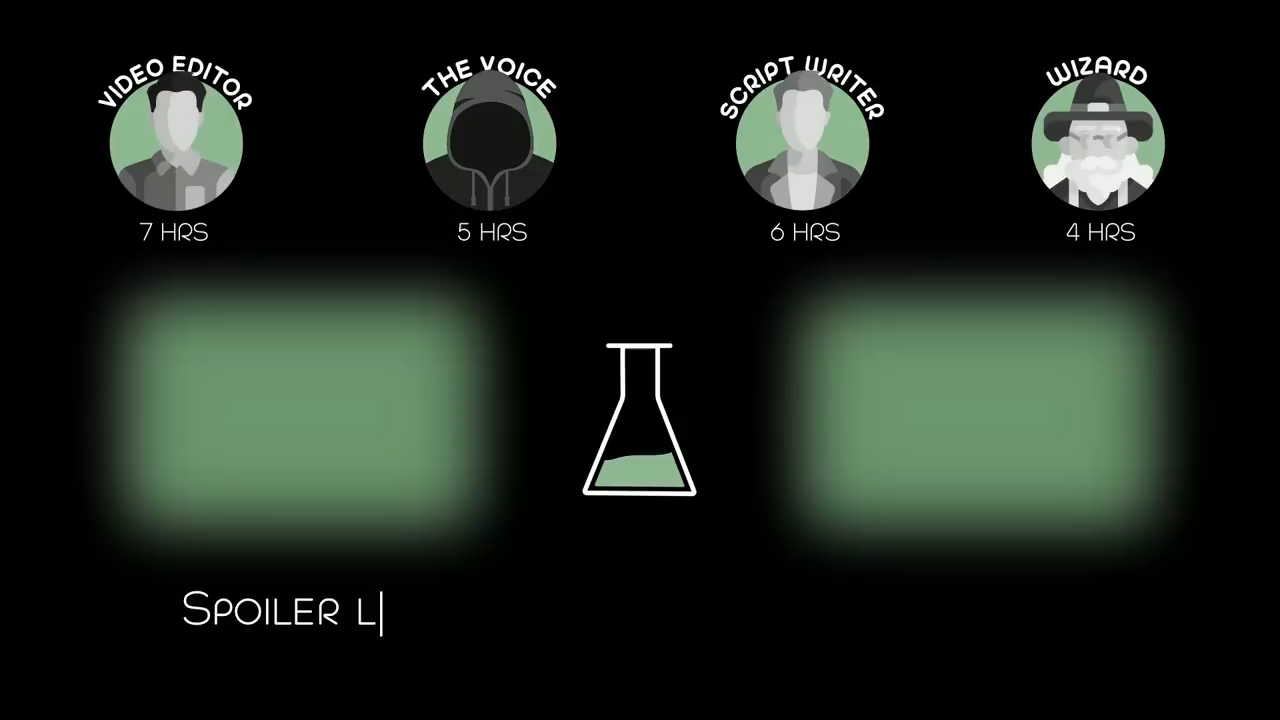 VIDEO EDITOR
THE VOICE
SCRIPT WRITER
WIZARD
7 HRS
5 HRS
6 HRS
4 HRS
SPOILER L